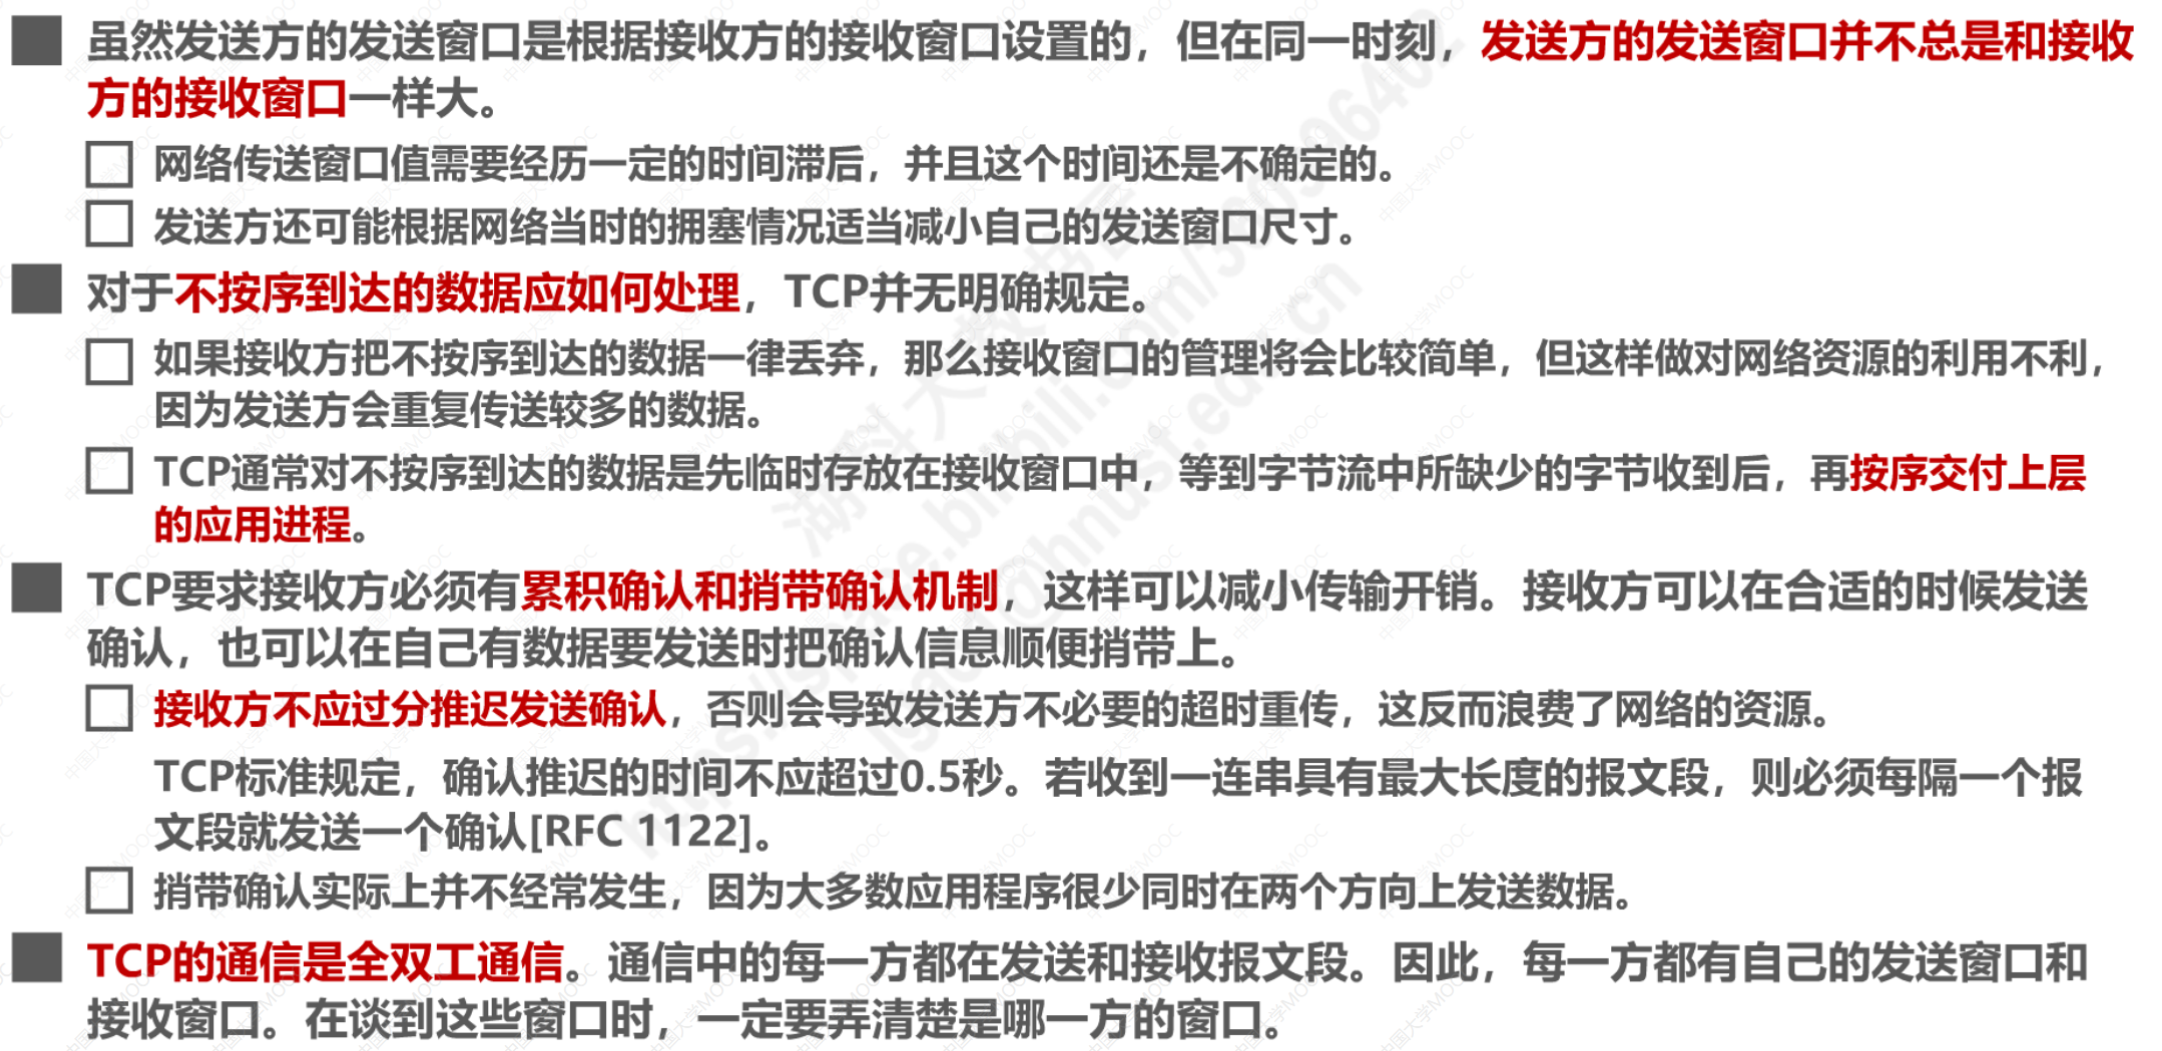 虽然发送方的发送窗口是根据接收方的接收窗口设置的，但在同一时刻，发送方的发送窗口并不总是和接收
方的接收窗口一样大。
网络传送窗口值需要经历一定的时间滞后，并且这个时间还是不确定的。
发送方还可能根据网络当时的拥塞情况适当减小自己的发送窗口尺寸。
对于不按序到达的数据应如何处理，TCP并无明确规定。
如果接收方把不按序到达的数据一律丢弃，那么接收窗口的管理将会比较简单，但这样做对网络资源的利用不利，
因为发送方会重复传送较多的数据。
TCP通常对不按序到达的数据是先临时存放在接收窗口中，等到字节流中所缺少的字节收到后，再按序交付上层
的应用进程。
TCP要求接收方必须有累积确认和捎带确认机制，这样可以减小传输开销。接收方可以在合适的时候发送
确认，也可以在自己有数据要发送时把确认信息顺便捎带上。
接收方不应过分推迟发送确认，否则会导致发送方不必要的超时重传，这反而浪费了网络的资源。
TCP标准规定，确认推迟的时间不应超过0.5秒。若收到一连串具有最大长度的报文段，则必须每隔一个报
文段就发送一个确认[RFC 1122]。
捎带确认实际上并不经常发生，因为大多数应用程序很少同时在两个方向上发送数据。
TCP的通信是全双工通信。通信中的每一方都在发送和接收报文段。因此，每一方都有自己的发送窗口和
接收窗口。在谈到这些窗口时，一定要弄清楚是哪一方的窗口。
中国大学MOOC